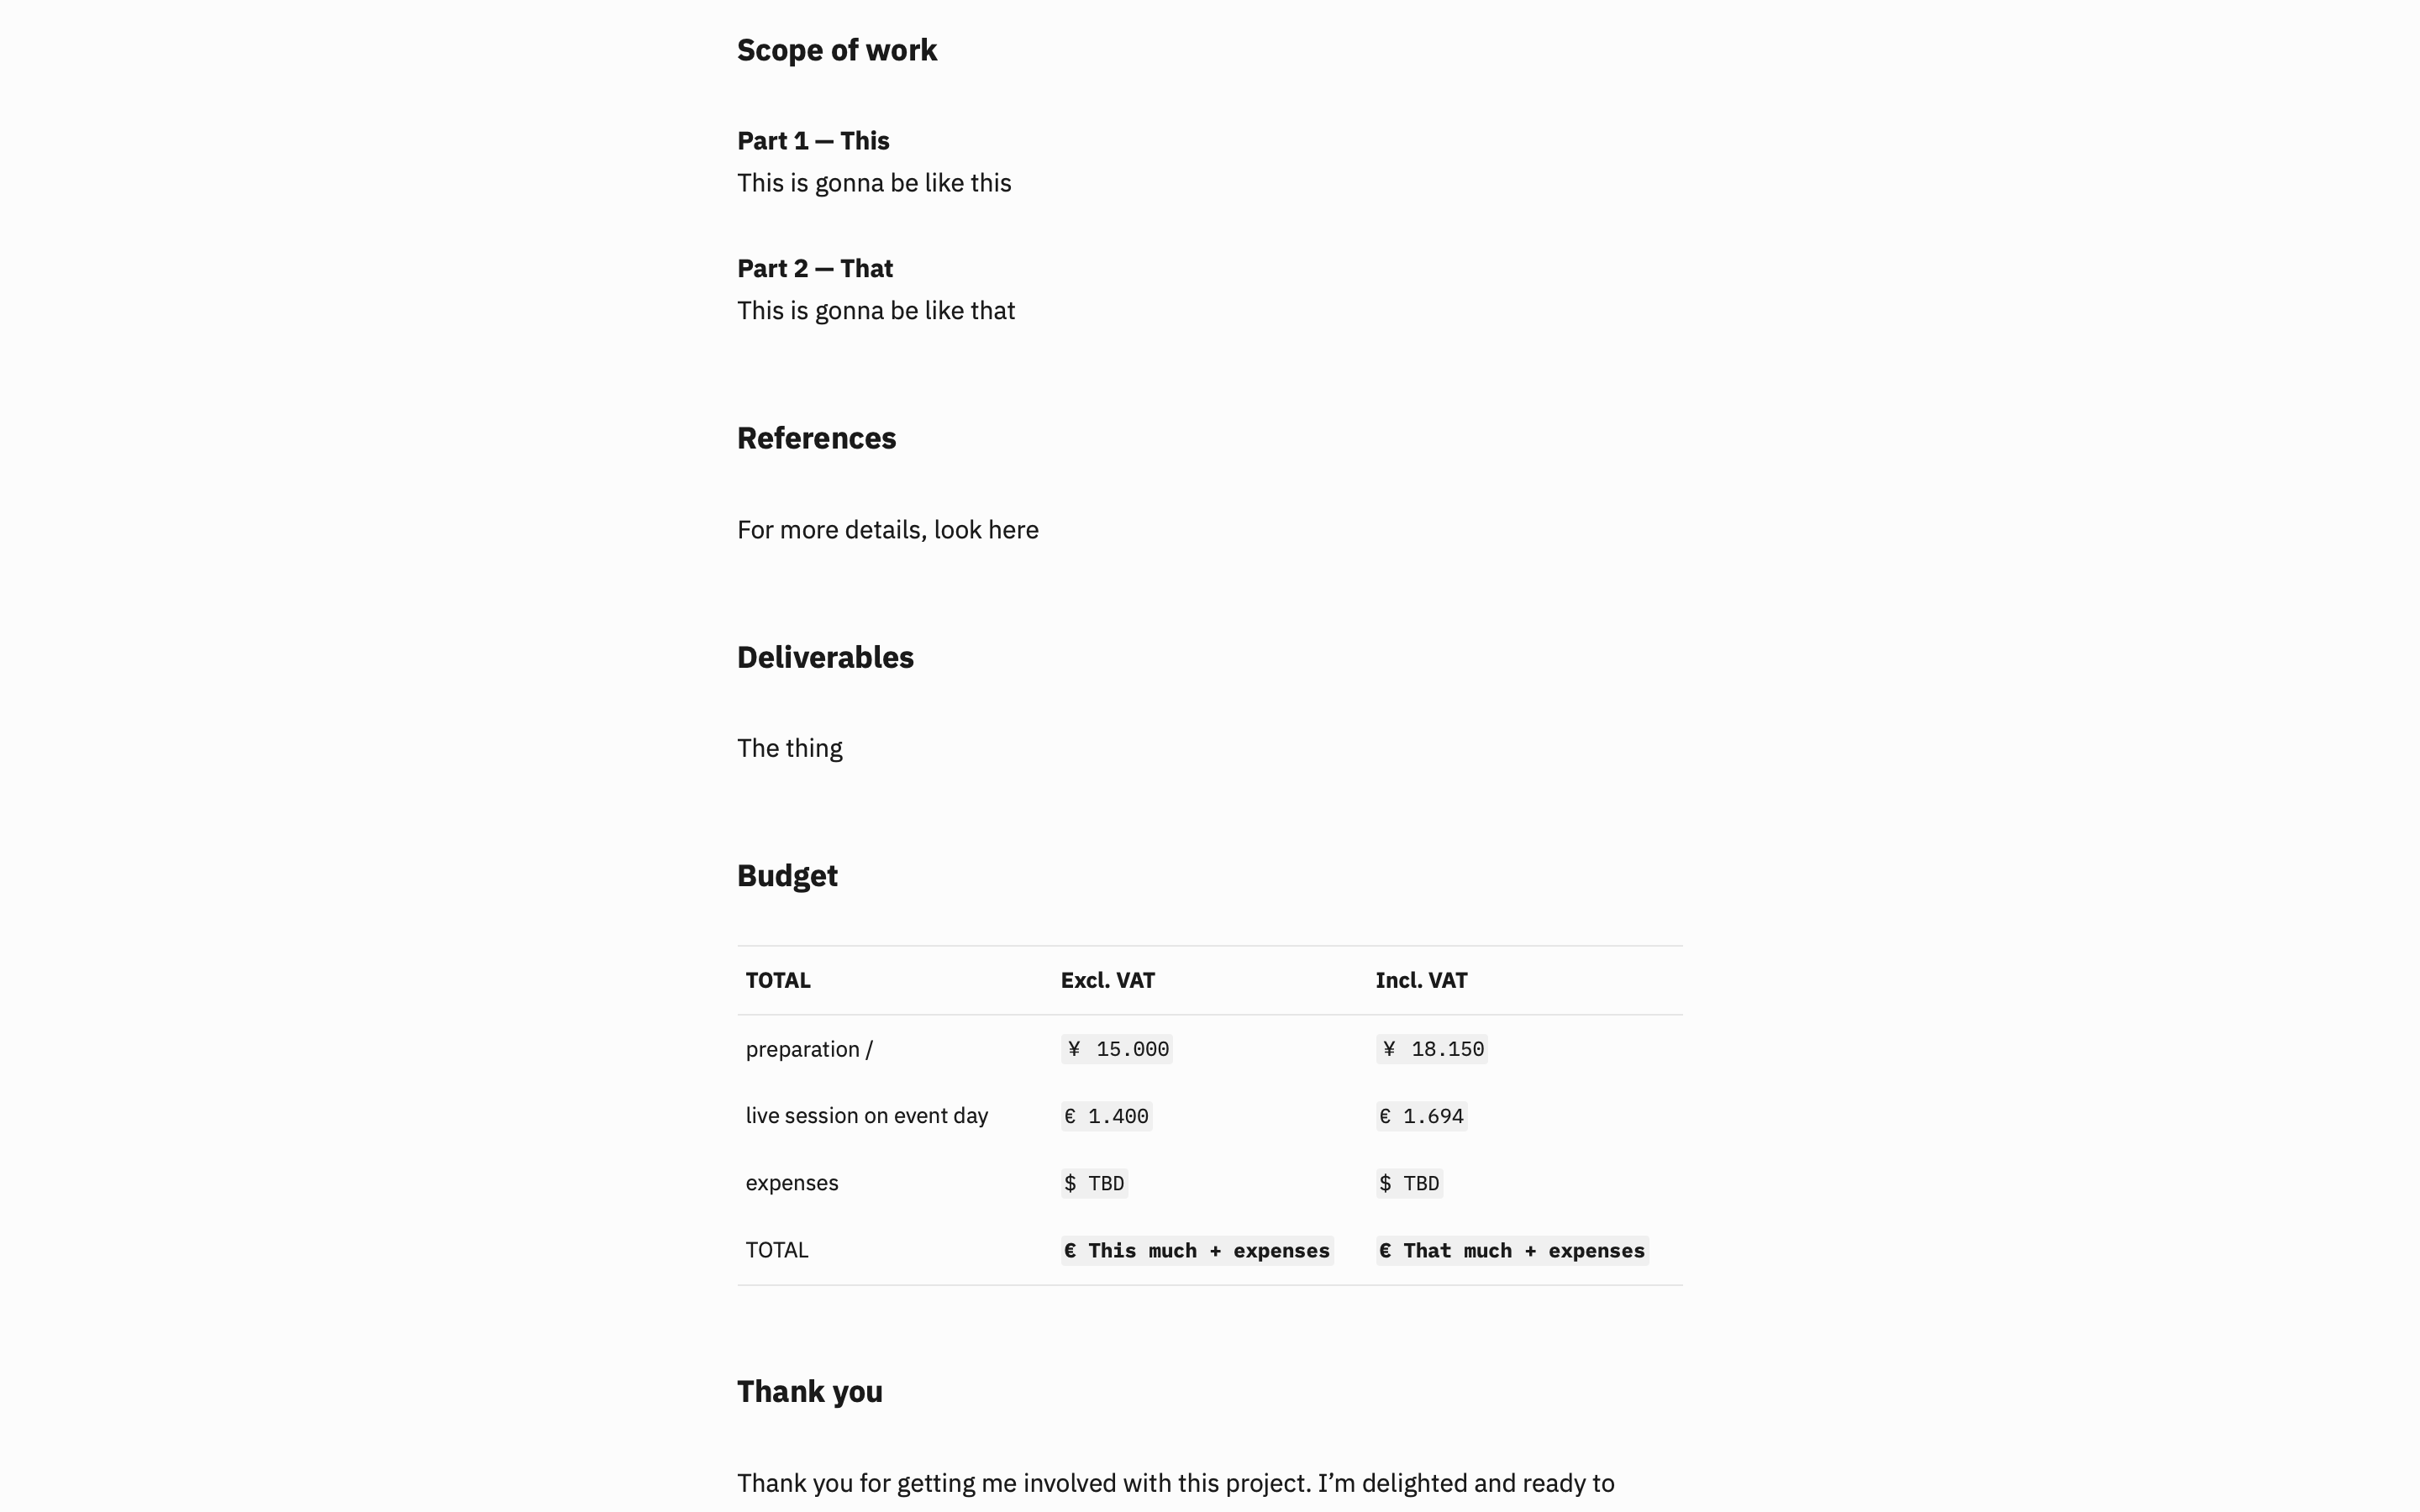 Scope of work
Part 1 — This
This is gonna be like this
Part 2 — That
This is gonna be like that
References
For more details, look here
Deliverables
The thing
Budget
TOTAL Excl. VAT Incl. VAT
preparation / ¥ 15.000 ¥ 18.150
live session on event day € 1.400 € 1.694
expenses $ TBD $ TBD
TOTAL € This much + expenses € That much + expenses
Thank you
Thank you for getting me involved with this project. I’m delighted and ready to